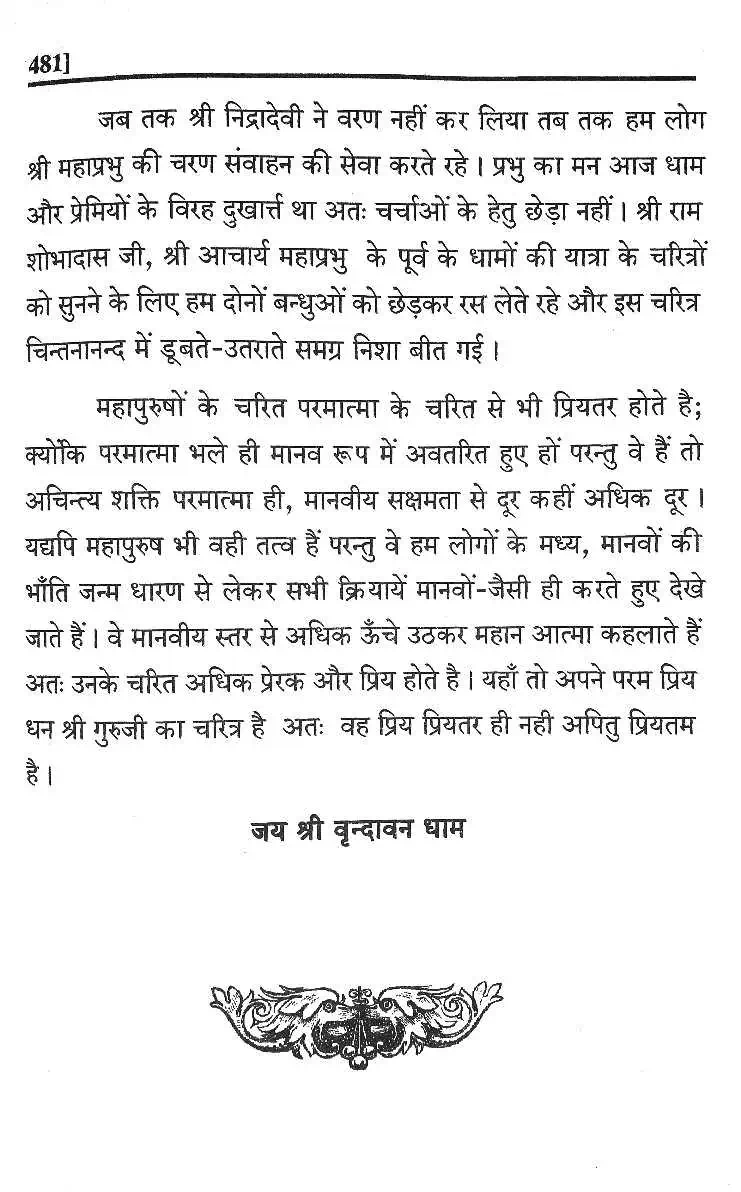 481]
जब तक श्री निद्रादेवी ने वरण नहीं कर लिया तब तक हम लोग
श्री महाप्रभु की चरण संवाहन की सेवा करते रहे । प्रभु का मन आज धाम
और प्रेमियों के विरह दुखार्त्त था अतः चर्चाओं के हेतु छेड़ा नहीं । श्री राम
शोभादास जी, श्री आचार्य महाप्रभु के पूर्व के धामों की यात्रा के चरित्रों
को सुनने के लिए हम दोनों बन्धुओं को छेड़कर रस लेते रहे और इस चरित्र
चिन्तनानन्द में डूबते-उतराते समग्र निशा बीत गई ।
महापुरुषों के चरित परमात्मा के चरित से भी प्रियतर होते है;
क्योंकि परमात्मा भले ही मानव रूप में अवतरित हुए हों परन्तु वे हैं तो
अचिन्त्य शक्ति परमात्मा ही, मानवीय सक्षमता से दूर कहीं अधिक दूर ।
यद्यपि महापुरुष भी वही तत्व हैं परन्तु वे हम लोगों के मध्य, मानवों की
भाँति जन्म धारण से लेकर सभी क्रियायें मानवों-जैसी ही करते हुए देखे
जाते हैं । वे मानवीय स्तर से अधिक ऊँचे उठकर महान आत्मा कहलाते हैं
अतः उनके चरित अधिक प्रेरक और प्रिय होते है । यहाँ तो अपने परम प्रिय
धन श्री गुरुजी का चरित्र है अतः वह प्रिय प्रियतर ही नही अपितु प्रियतम
है ।
जय श्री वृन्दावन धाम